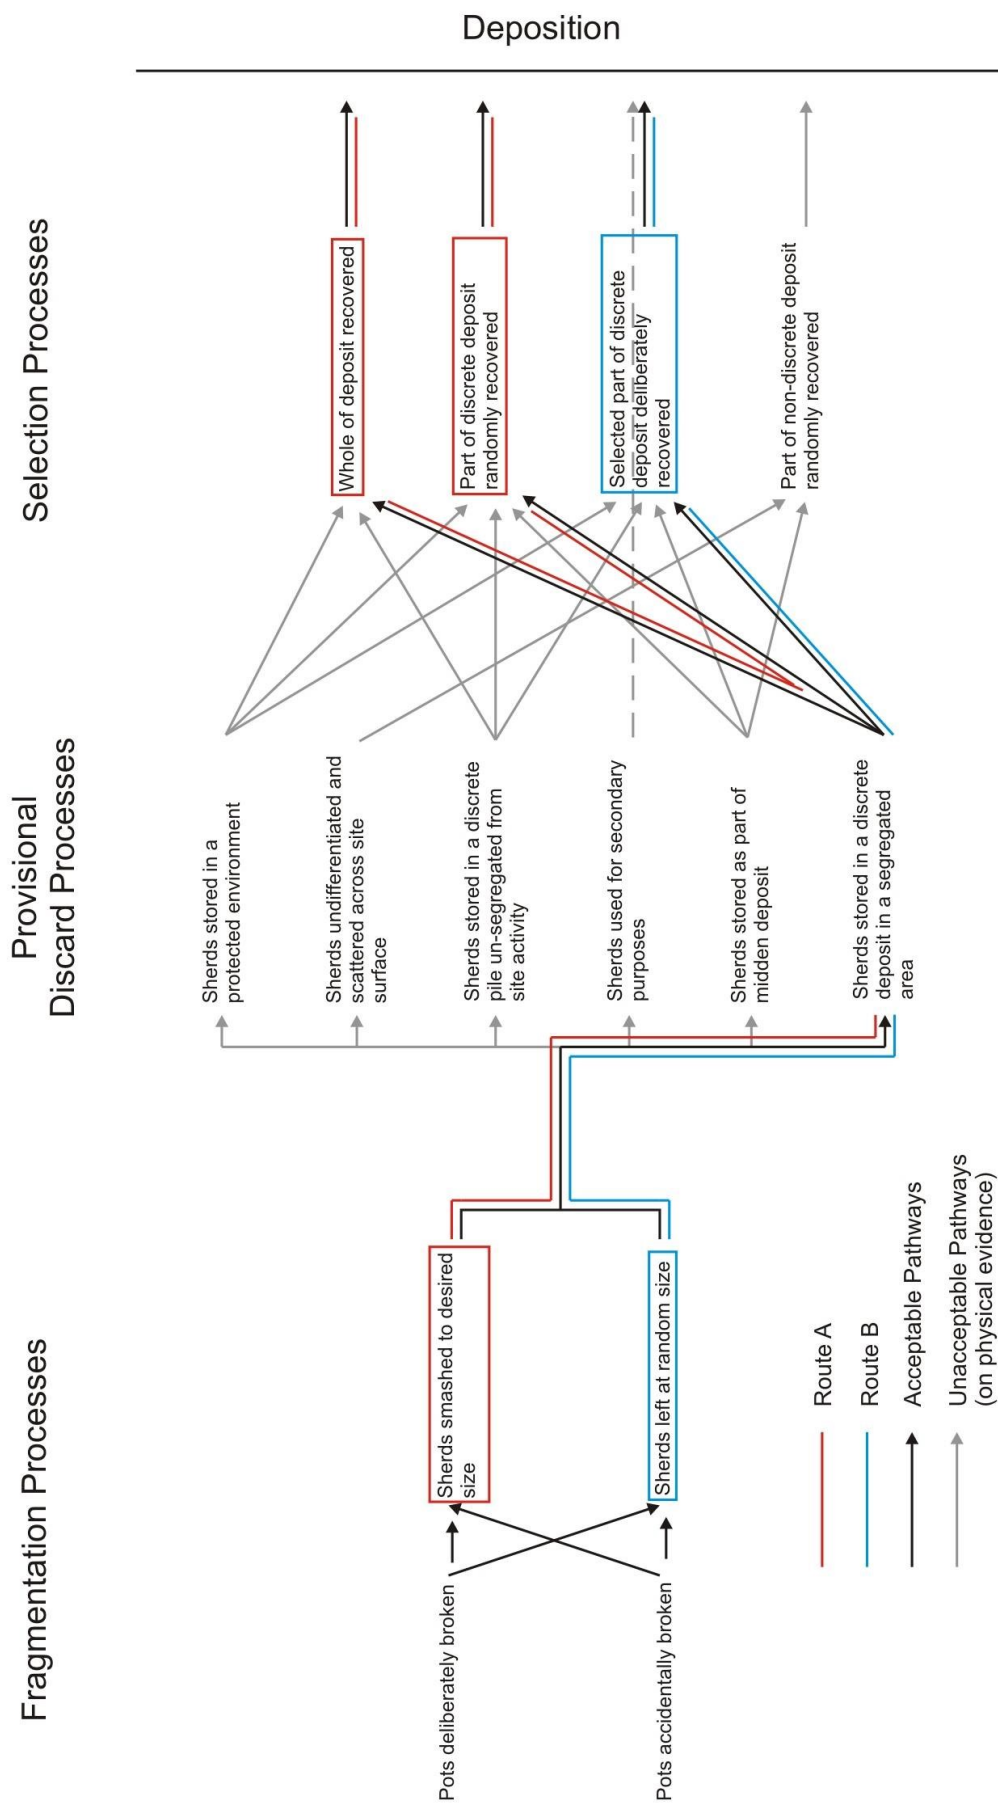 Fragmentation Processes
Pots deliberately broken
Pots accidentally broken
Sherds smashed to desired
size
Sherds left at random size
Provisional
Discard Processes
Sherds stored in a
protected environment
Sherds undifferentiated and
scattered across site
surface
Sherds stored in a discrete
pile un-segregated from
site activity
Sherds used for secondary
purposes
Sherds stored as part of
midden deposit
Sherds stored in a discrete
deposit in a segregated
area
Selection Processes
Whole of deposit recovered
Part of discrete deposit
randomly recovered
Selected part of discrete
deposit deliberately
recovered
Part of non-discrete deposit
randomly recovered
Deposition
Route A
Route B
Acceptable Pathways
Unacceptable Pathways
(on physical evidence)